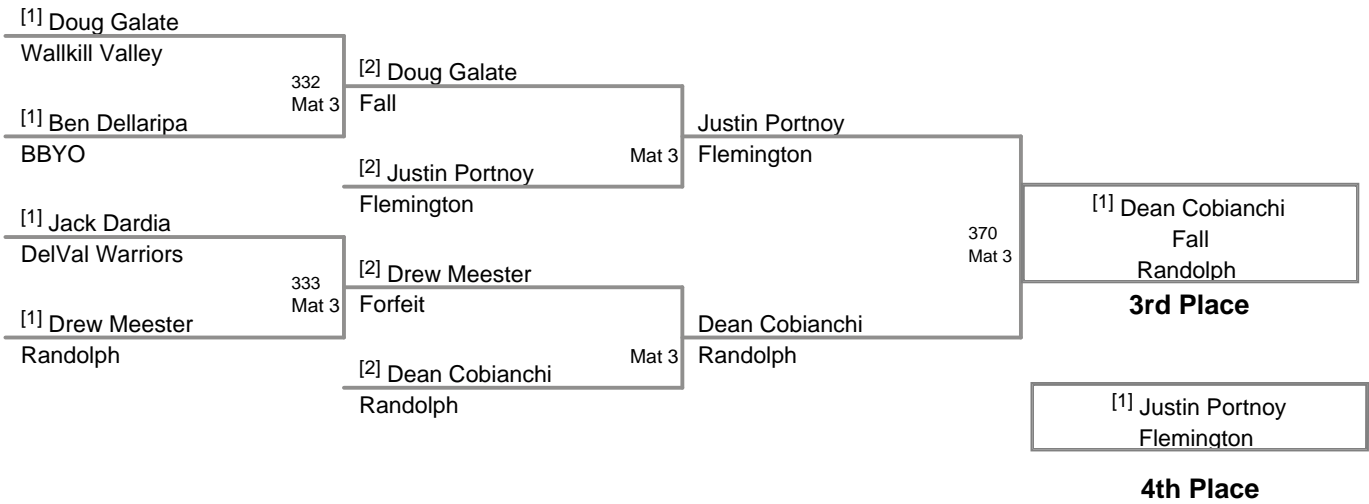 [1] Doug Galate
Wallkill Valley
332
Mat 3
[2] Doug Galate
Fall
[1] Ben Dellaripa
BBYO
Justin Portnoy
Mat 3
Flemington
[2] Justin Portnoy
Flemington
[1] Jack Dardia
DelVal Warriors
370
Mat 3
[1] Dean Cobianchi
Fall
Randolph
3rd Place
333
Mat 3
[2] Drew Meester
Forfeit
[1] Drew Meester
Randolph
Dean Cobianchi
Mat 3
Randolph
[2] Dean Cobianchi
Randolph
[1] Justin Portnoy
Flemington
4th Place